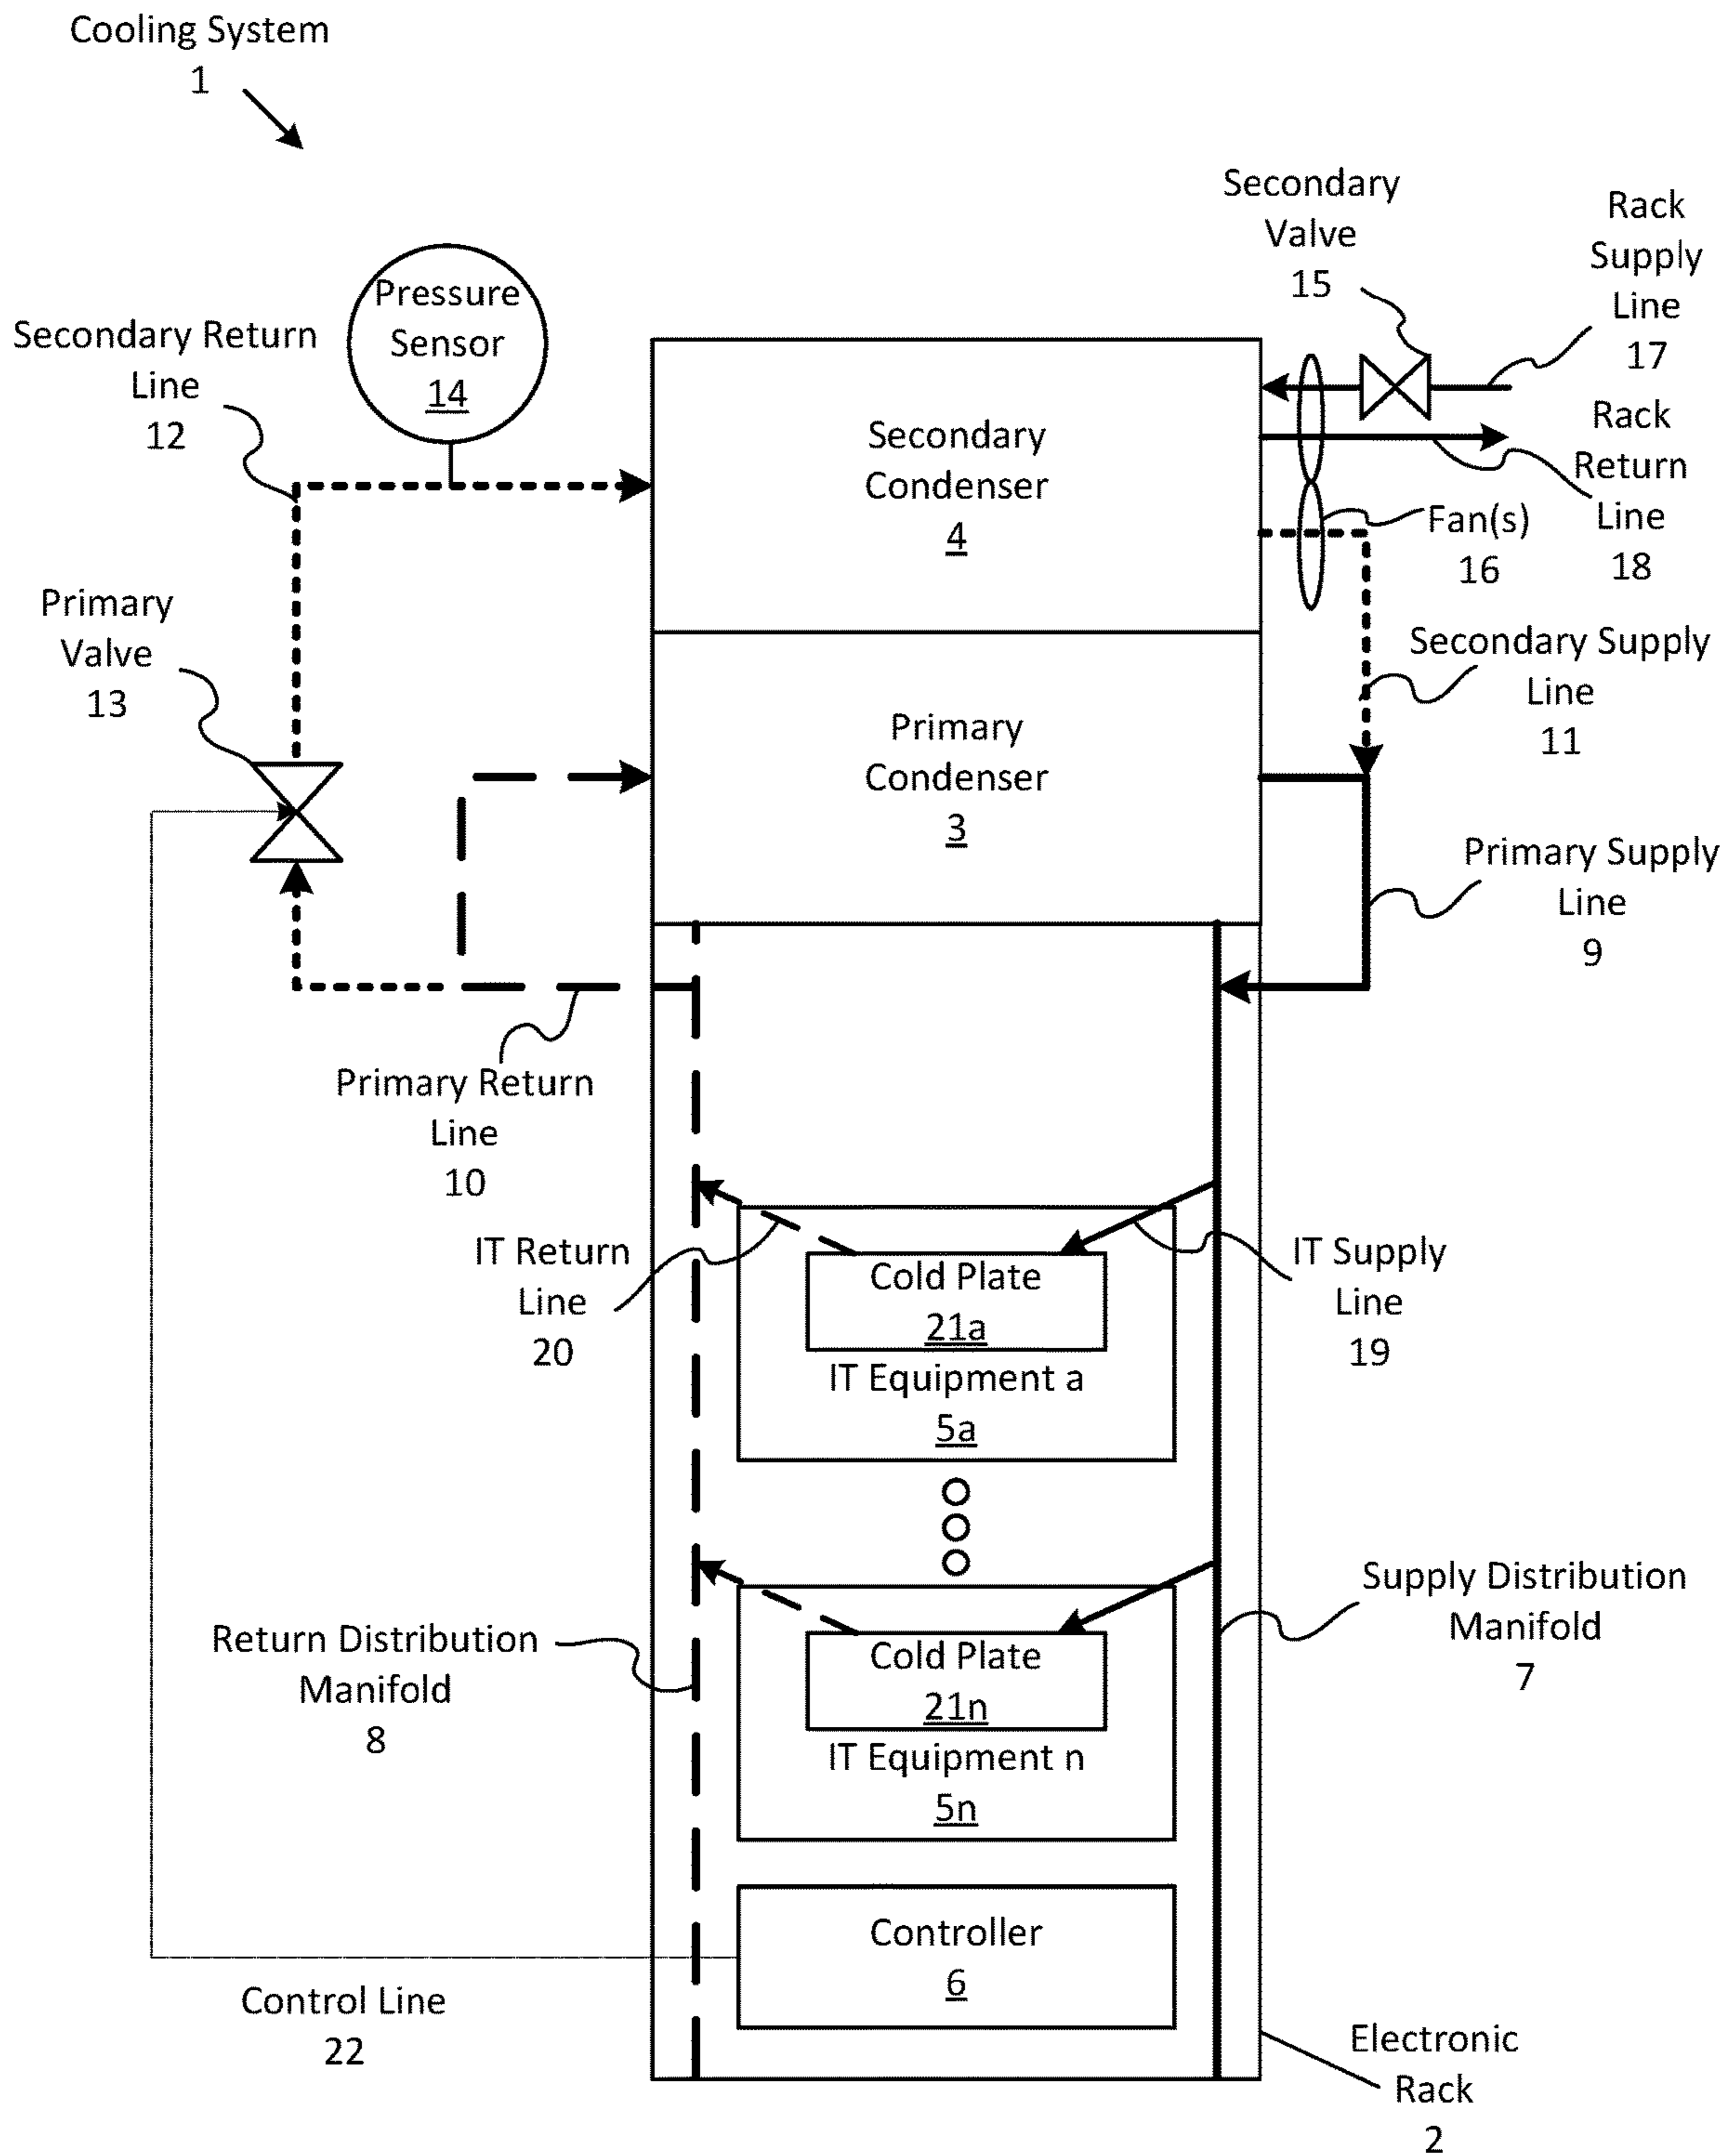 Cooling System
1
Secondary
Valve
15
Rack
Supply
Line
17
Pressure
Sensor
14
Secondary Return
Line
12
Secondary
Condenser
4
Rack
Return
Line
18
Fan(s)
16
Primary
Valve
13
Secondary Supply
Line
11
Primary
Condenser
3
Primary Supply
Line
9
Primary Return
Line
10
IT Return
Line
20
Cold Plate
21a
IT Equipment a
5a
IT Supply
Line
19
Supply Distribution
Manifold
7
Return Distribution
Manifold
8
Cold Plate
21n
IT Equipment n
5n
Controller
6
Control Line
22
Electronic
Rack
2